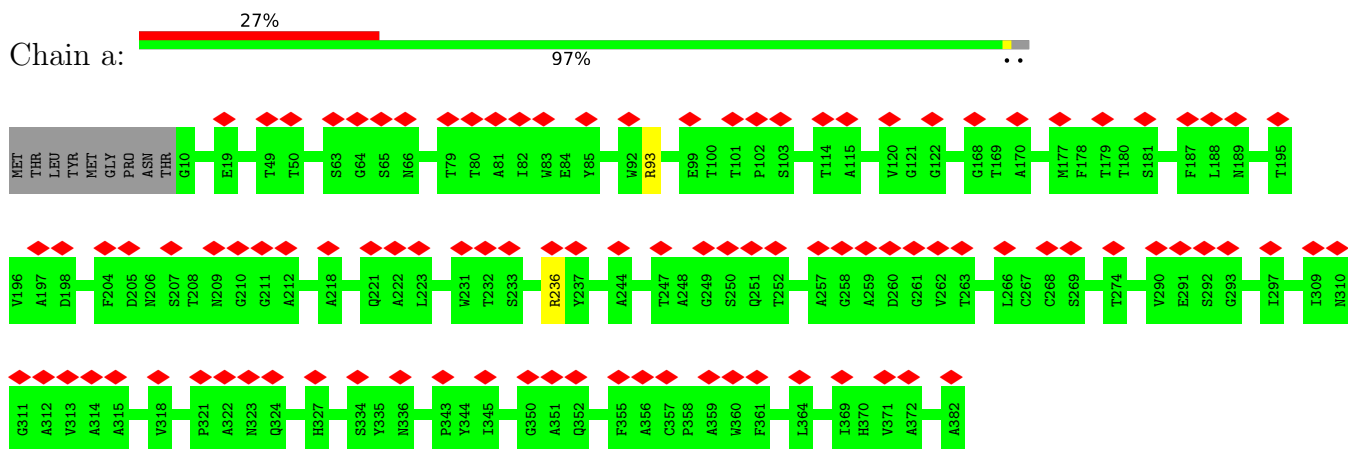 27%
Chain a:
97%
• •
MET THR LEU TYR MET GLY PRO ASN THR G10 E19 T49 T50 S63 G64 S65 N66 T79 T80 A81 I82 W83 E84 Y85 W92 R93 E99 T100 T101 P102 S103 T114 A115 V120 G121 G122 G168 T169 A170 M177 F178 T179 T180 S181 F187 L188 N189 T195
V196 A197 D198 F204 D205 N206 S207 T208 N209 G210 G211 A212 A218 Q221 A222 L223 W231 T232 S233 R236 Y237 A244 T247 A248 G249 S250 Q251 T252 A257 G258 A259 D260 G261 V262 T263 L266 C267 C268 S269 T274 V290 E291 S292 G293 I297 I309 N310
G311 A312 V313 A314 A315 V318 P321 A322 N323 Q324 H327 S334 Y335 N336 P343 Y344 I345 G350 A351 Q352 F355 A356 C357 P358 A359 W360 F361 L364 I369 H370 V371 A372 A382